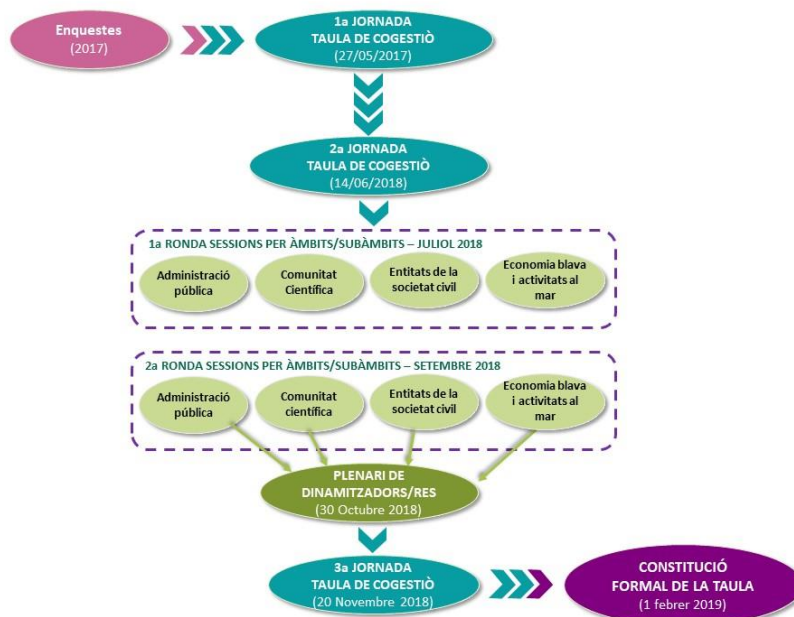 Enquestes
(2017)
1a JORNADA
TAULA DE COGESTIÒ
(27/05/2017)
2a JORNADA
TAULA DE COGESTIÒ
(14/06/2018)
1a RONDA SESSIONS PER ÀMBITS/SUBÀMBITS – JULIOL 2018
Administració
pública
Comunitat
Científica
Entitats de la
societat civil
Economia blava
i activitats al
mar
2a RONDA SESSIONS PER ÀMBITS/SUBÀMBITS – SETEMBRE 2018
Administració
pública
Comunitat
científica
Entitats de la
societat civil
Economia blava
i activitats al
mar
PLENARI DE
DINAMITZADORS/RES
(30 Octubre 2018)
3a JORNADA
TAULA DE COGESTIÒ
(20 Novembre 2018)
CONSTITUCIÓ
FORMAL DE LA TAULA
(1 febrer 2019)